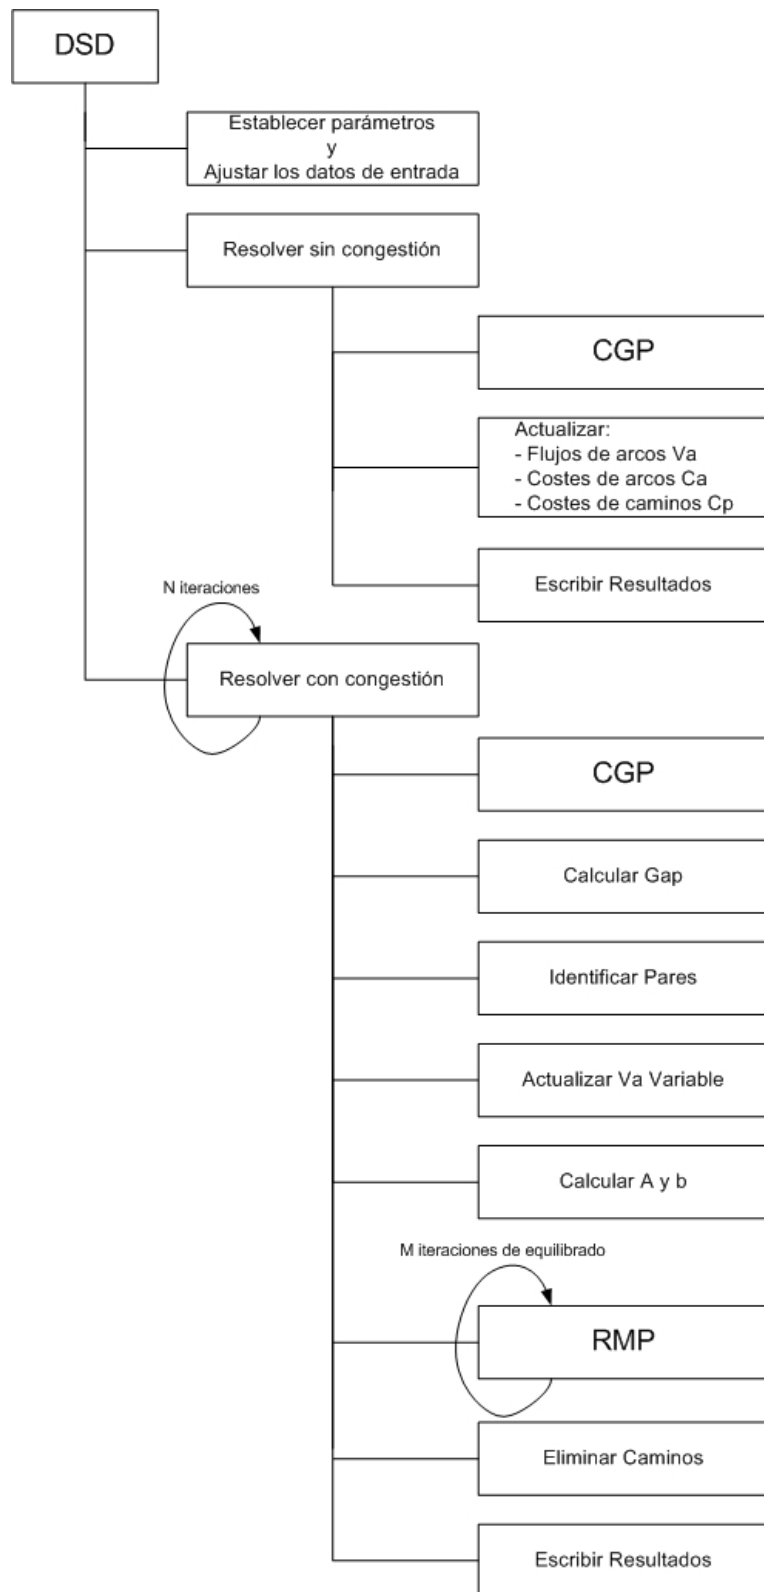 DSD
Establecer parámetros
y
Ajustar los datos de entrada
Resolver sin congestión
CGP
Actualizar:
- Flujos de arcos Va
- Costes de arcos Ca
- Costes de caminos Cp
Escribir Resultados
N iteraciones
Resolver con congestión
CGP
Calcular Gap
Identificar Pares
Actualizar Va Variable
Calcular A y b
M iteraciones de equilibrado
RMP
Eliminar Caminos
Escribir Resultados